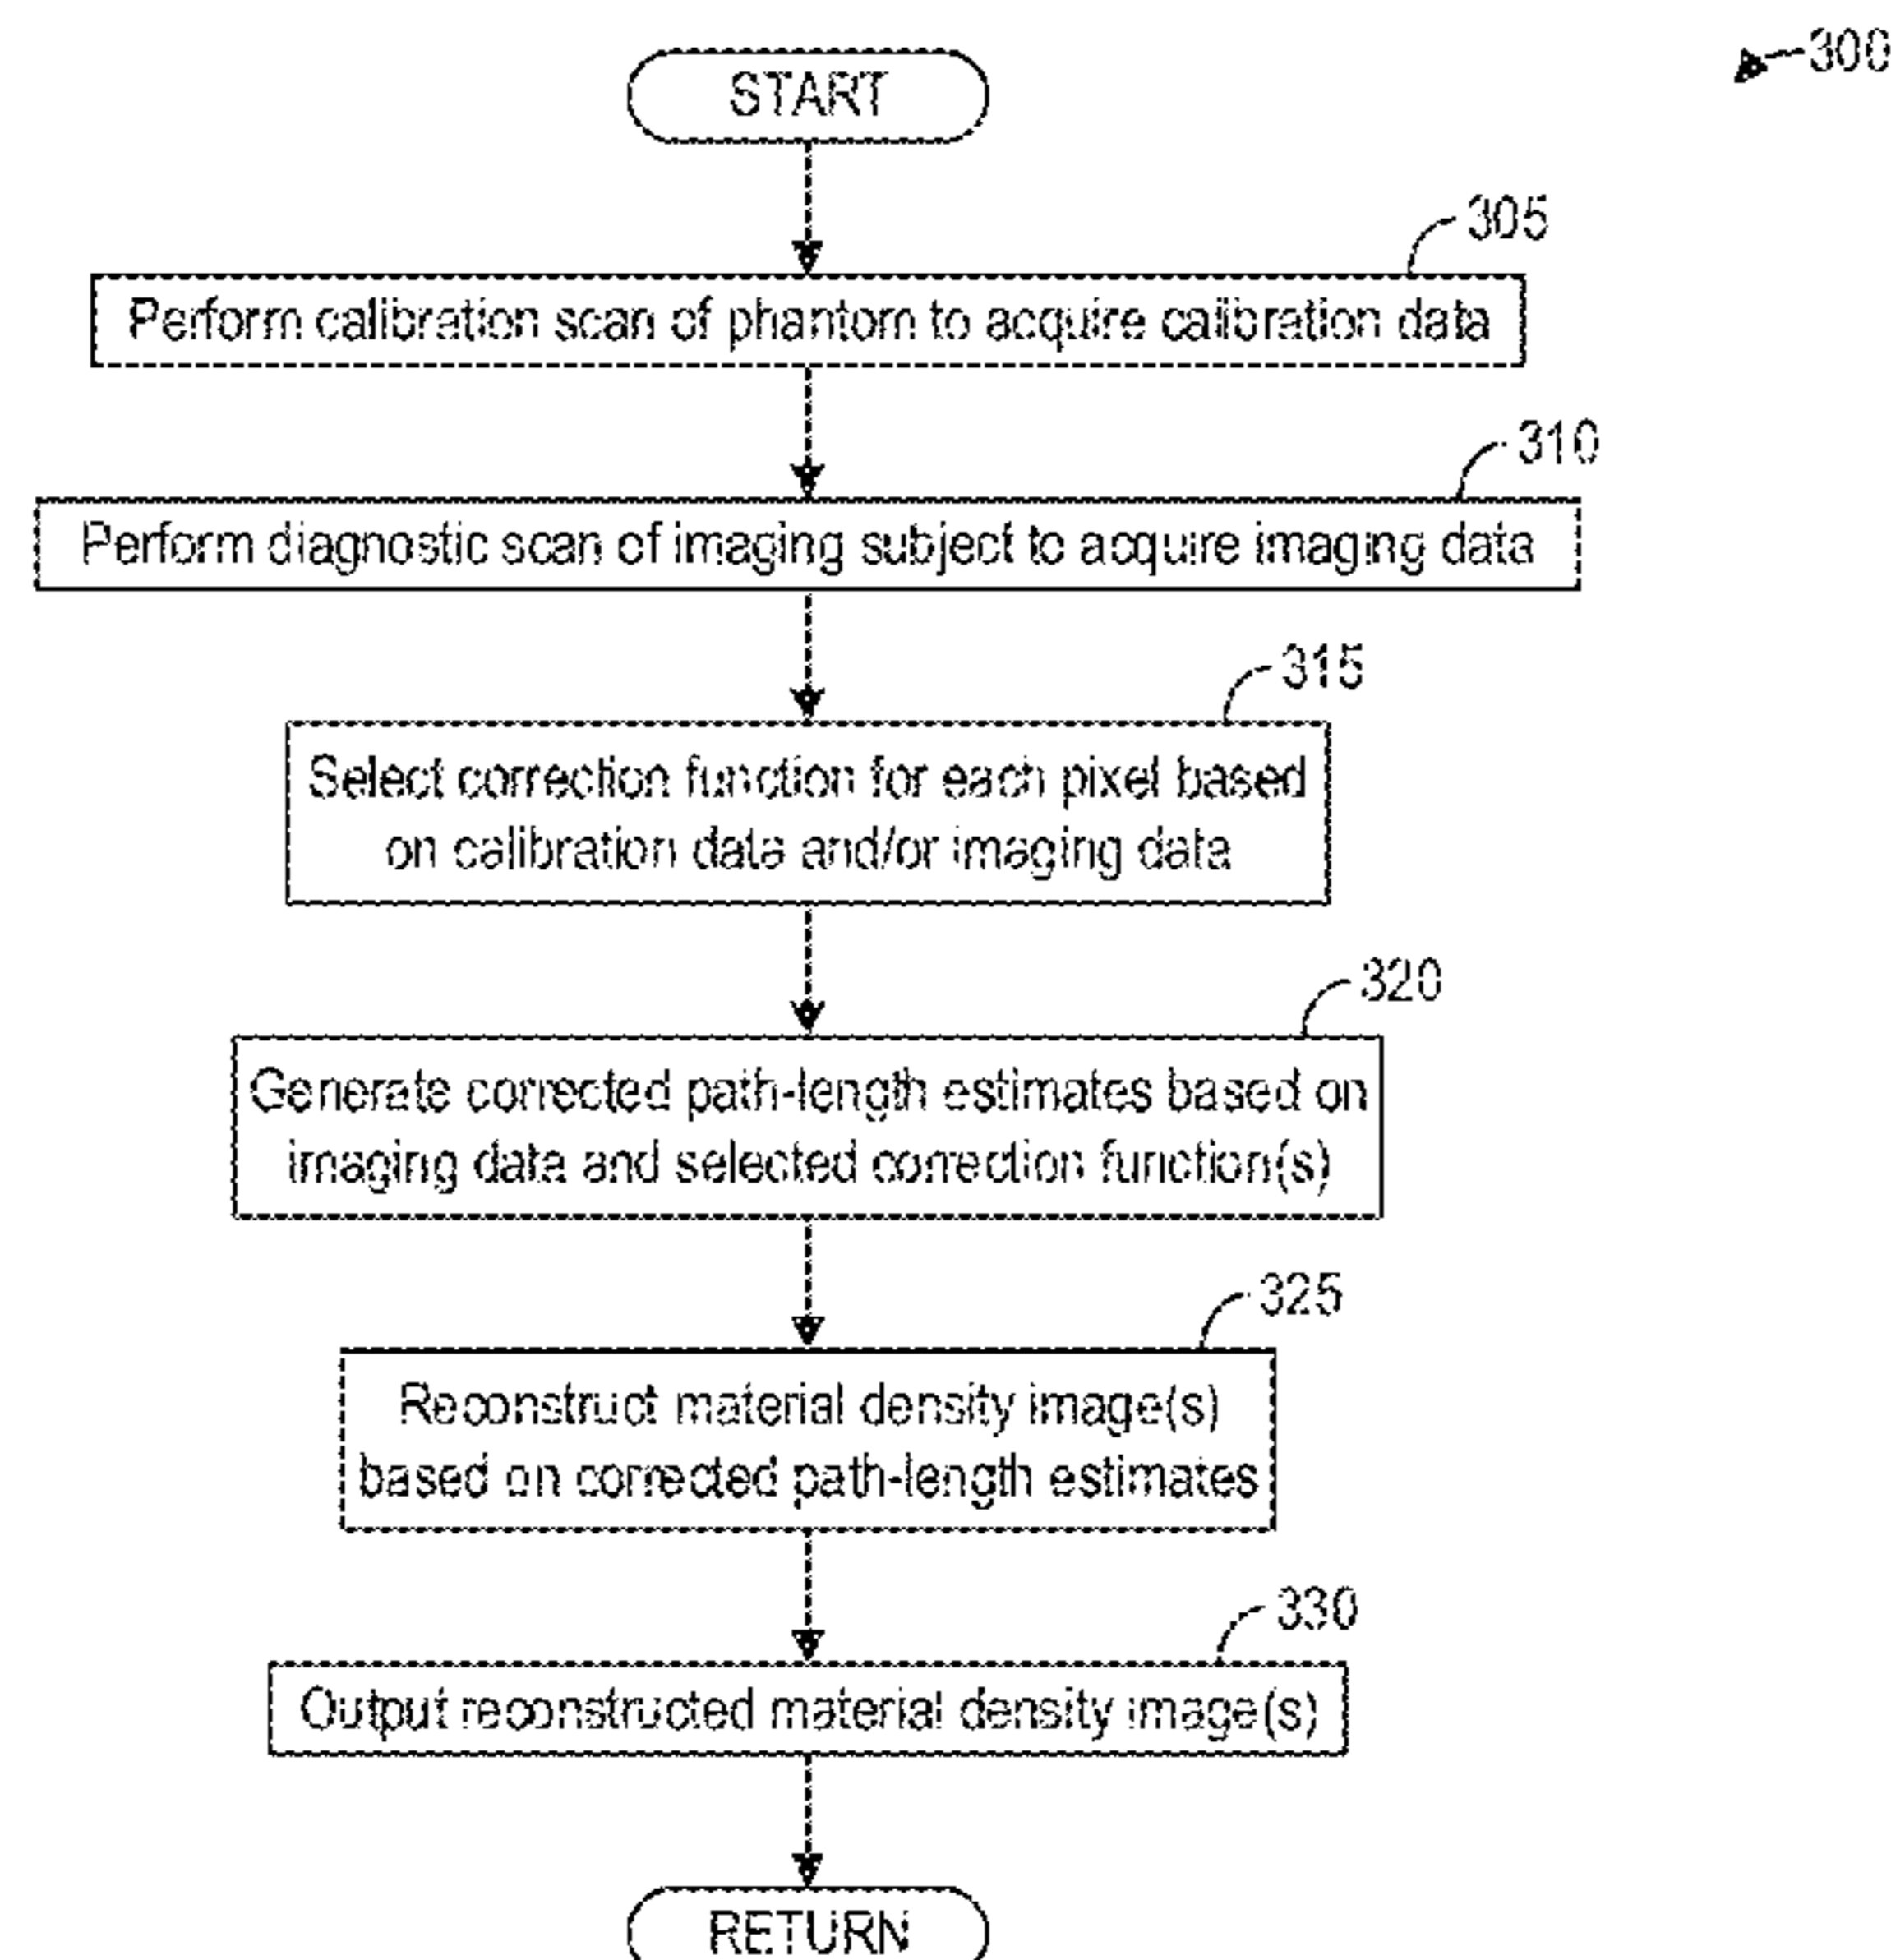 300
START
305
Perform calibration scan of phantom to acquire calibration data
310
Perform diagnostic scan of imaging subject to acquire imaging data
315
Select correction function for each pixel based
on calibration data and/or imaging data
320
Generate corrected path-length estimates based on
imaging data and selected correction function(s)
325
Reconstruct material density image(s)
based on corrected path-length estimates
330
Output reconstructed material density image(s)
RETURN